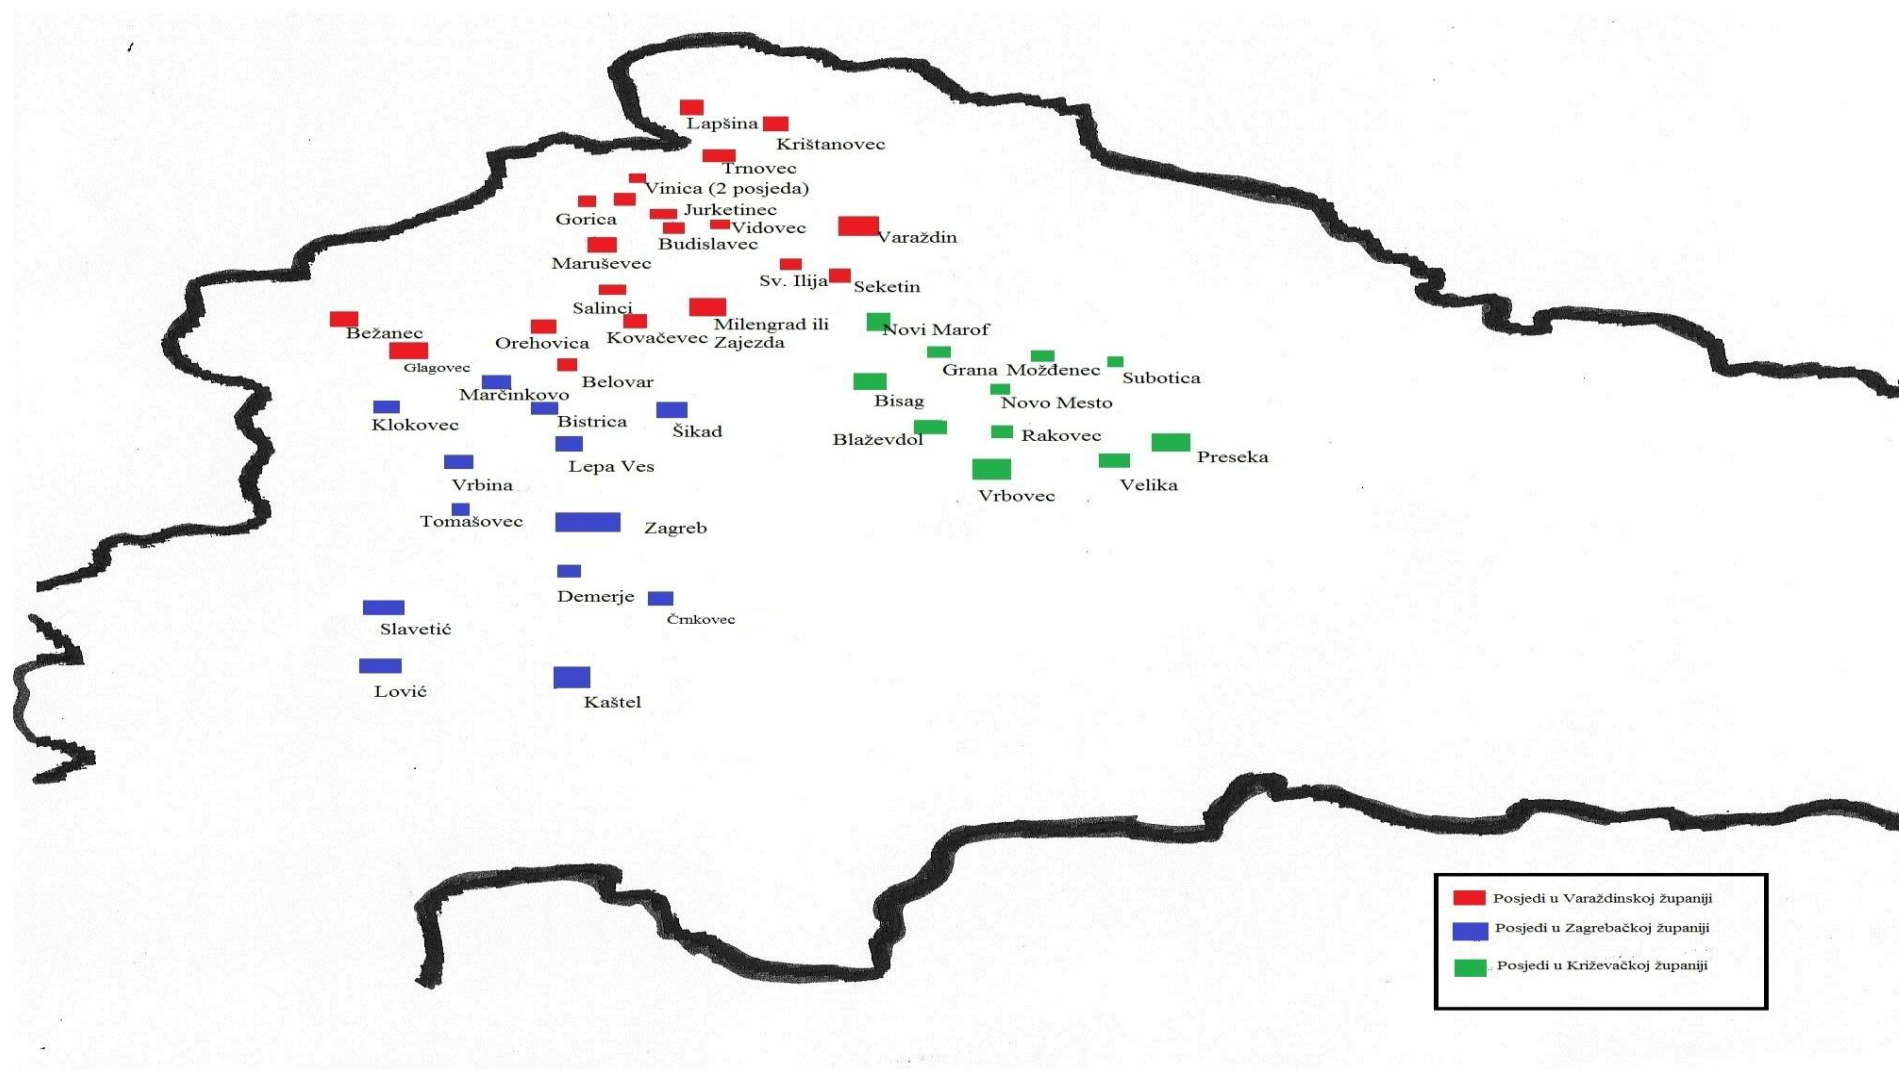 Lapšina
Krištanovec
Trnovec
Vinica (2 posjeda)
Gorica
Jurketinec
Vidovec
Budislavec
Varaždin
Maruševec
Sv. Ilija
Seketin
Salinci
Milengrad ili
Zajezda
Novi Marof
Bežanec
Orehovica
Kovačevec
Glagovec
Grana
Možđenec
Subotica
Belovar
Marčinkovo
Bisag
Novo Mesto
Klokovec
Bistrica
Šikad
Blaževdol
Rakovec
Lepa Ves
Preseka
Vrbina
Velika
Vrbovec
Tomašovec
Zagreb
Demerje
Črnkovec
Slavetić
Lović
Kaštel
Posjedi u Varaždinskoj županiji
Posjedi u Zagrebačkoj županiji
Posjedi u Križevačkoj županiji